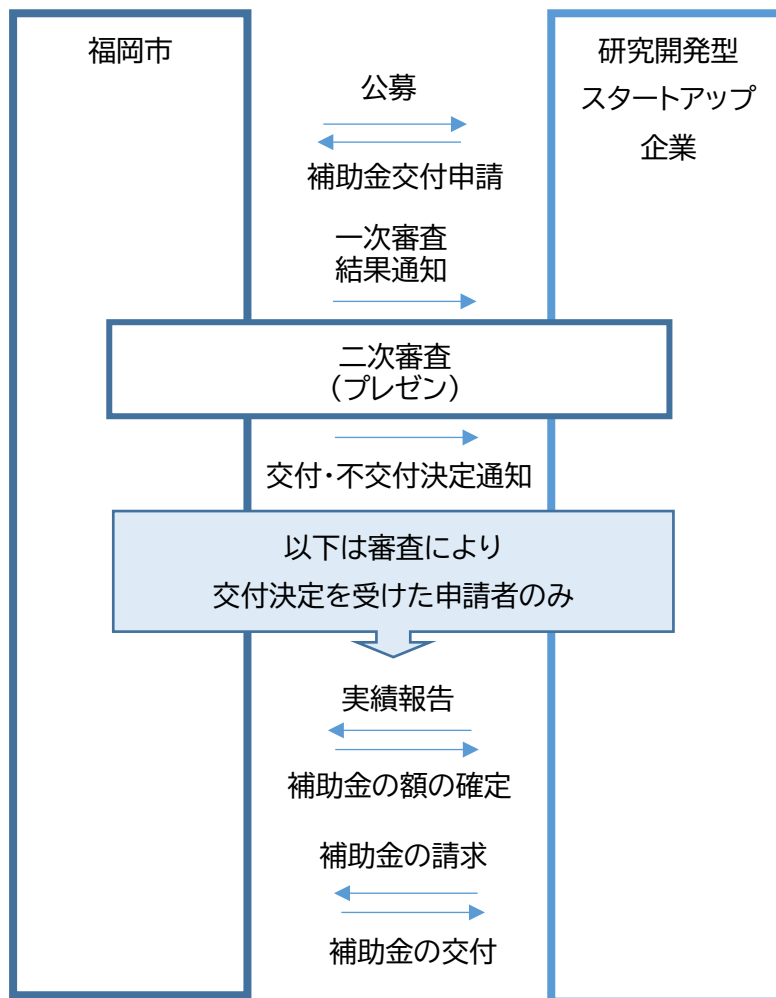 福岡市
研究開発型
スタートアップ
企業
公募
補助金交付申請
一次審査
結果通知
二次審査
（プレゼン）
交付・不交付決定通知
以下は審査により
交付決定を受けた申請者のみ
実績報告
補助金の額の確定
補助金の請求
補助金の交付